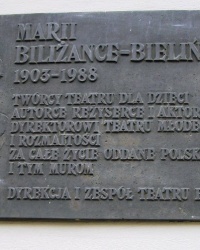 MARII
BILIŻANCE-BIELIŃ
1903-1988
TWÓRCY TEATRU DLA DZIECI
AUTORCE REŻYSERCE I AKTOR
DYREKTOROWI TEATRU MŁODE
I ROZMAITOŚCI
ZA CAŁE ŻYCIE ODDANE POLSK
I TYM MUROM
DYREKCJA I ZESPÓŁ TEATRU B